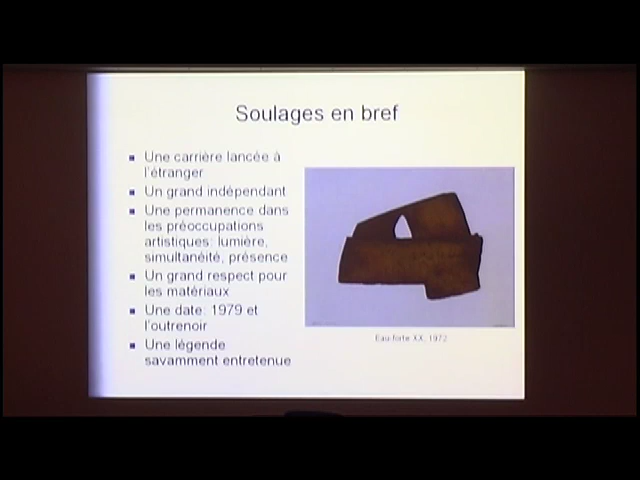 Soulages en bref
Une carrière lancée à
l'étranger
Un grand indépendant
Une permanence dans
les préoccupations
artistiques: lumière,
simultanéité, présence
Un grand respect pour
les matériaux
Une date: 1979 et
l'outrenoir
Une légende
savamment entretenue
Eau-forte XX, 1972